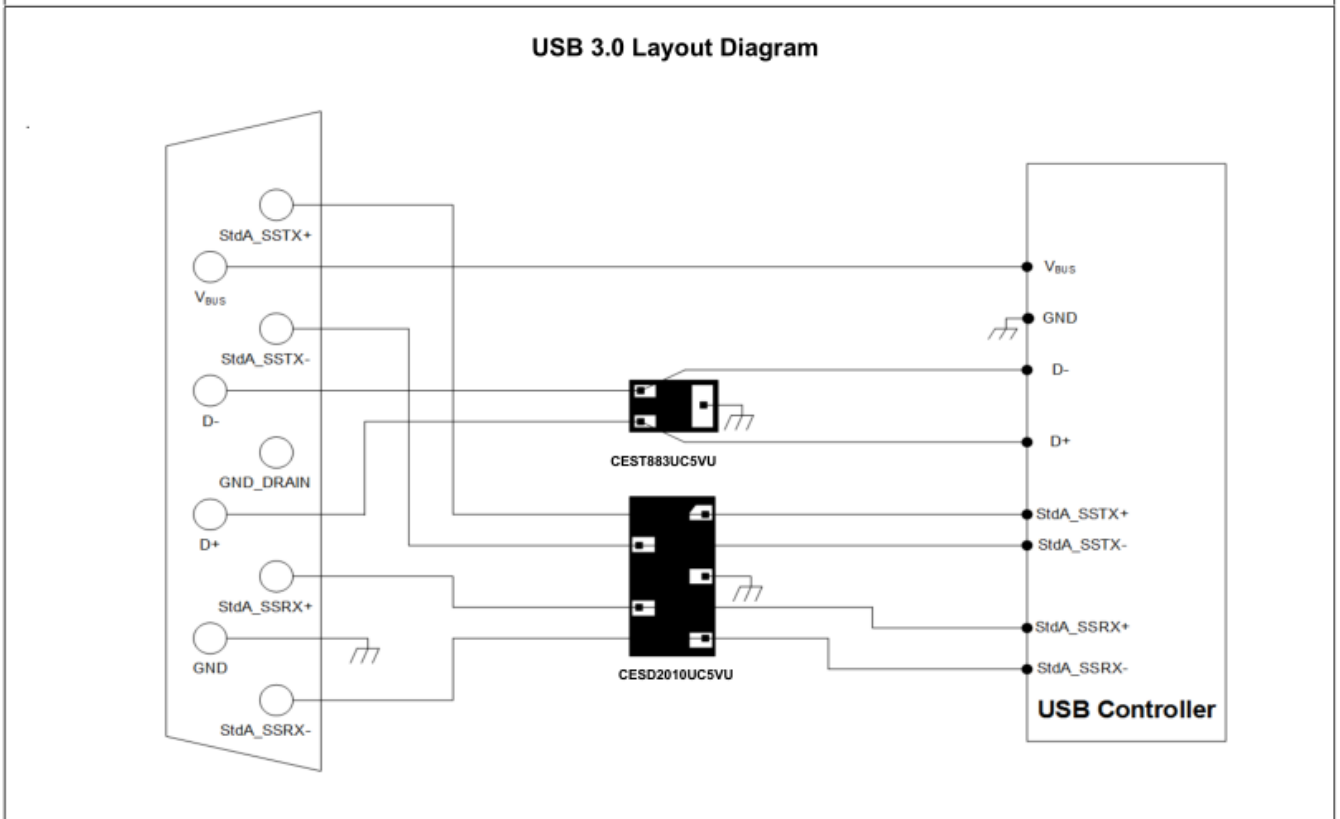 USB 3.0 Layout Diagram
StdA_SSTX+
VBUS
StdA_SSTX-
D-
GND_DRAIN
D+
StdA_SSRX+
GND
StdA_SSRX-
CEST883UC5VU
CESD2010UC5VU
VBUS
GND
D-
D+
StdA_SSTX+
StdA_SSTX-
StdA_SSRX+
StdA_SSRX-
USB Controller